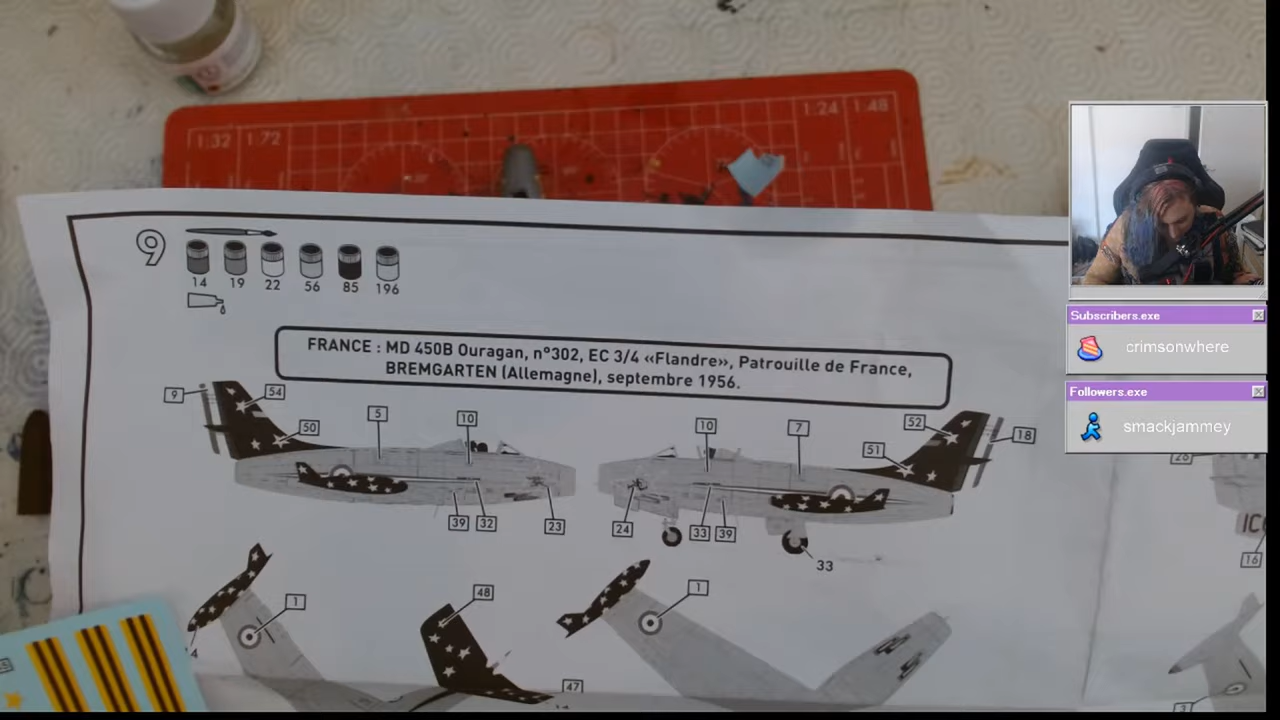 1:32 1:72
1:24 1:48
9
14 19 22 56 85 196
FRANCE : MD 450B Ouragan, n°302, EC 3/4 «Flandre», Patrouille de France,
BREMGARTEN (Allemagne), septembre 1956.
9 54 50 5 10
39 32 23
10 7 52 51 18
24 33 39 33
1 48 47
1
16
3
Subscribers.exe
crimsonwhere
Followers.exe
smackjammey